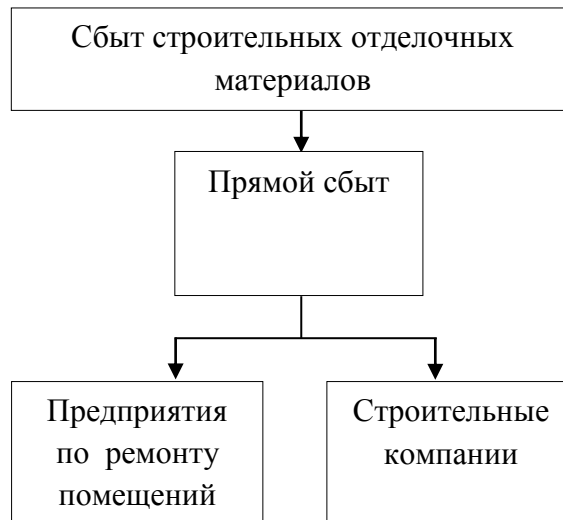 Сбыт строительных отделочных
материалов
Прямой сбыт
Предприятия
по ремонту
помещений
Строительные
компании